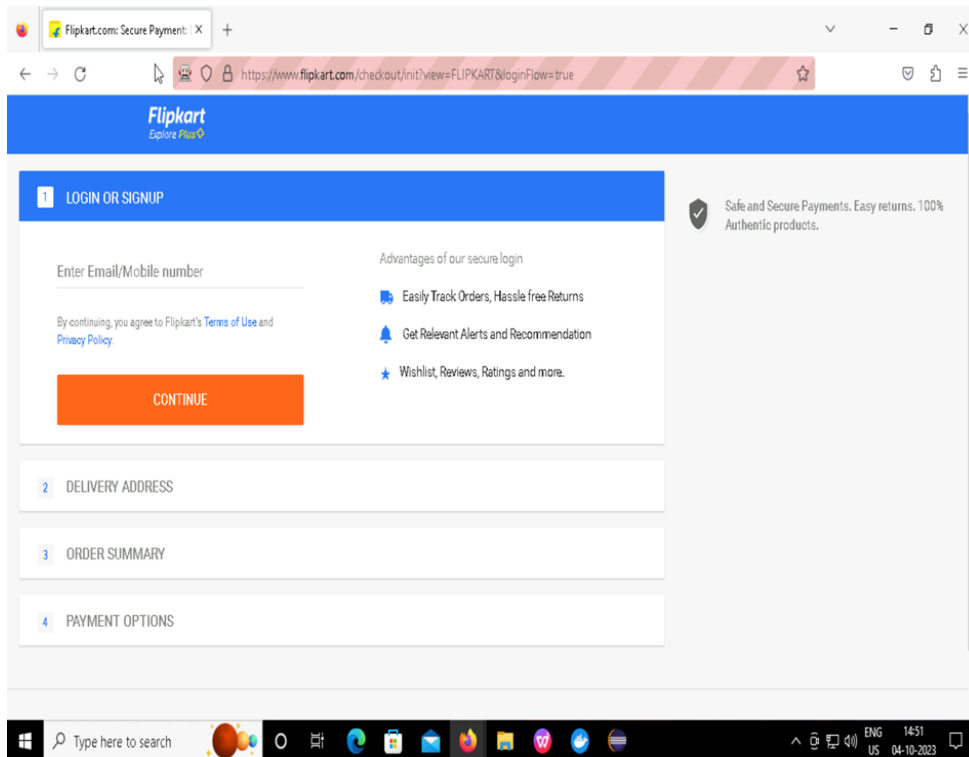 Flipkart.com: Secure Payment:
https://www.flipkart.com/checkout/init?view=FLIPKART&loginFlow=true
Flipkart
Explore Plus
1 LOGIN OR SIGNUP
Safe and Secure Payments. Easy returns. 100%
Authentic products.
Enter Email/Mobile number
Advantages of our secure login
Easily Track Orders, Hassle free Returns
By continuing, you agree to Flipkart's Terms of Use and
Privacy Policy.
Get Relevant Alerts and Recommendation
Wishlist, Reviews, Ratings and more.
CONTINUE
2 DELIVERY ADDRESS
3 ORDER SUMMARY
4 PAYMENT OPTIONS
Type here to search
ENG
US
14:51
04-10-2023